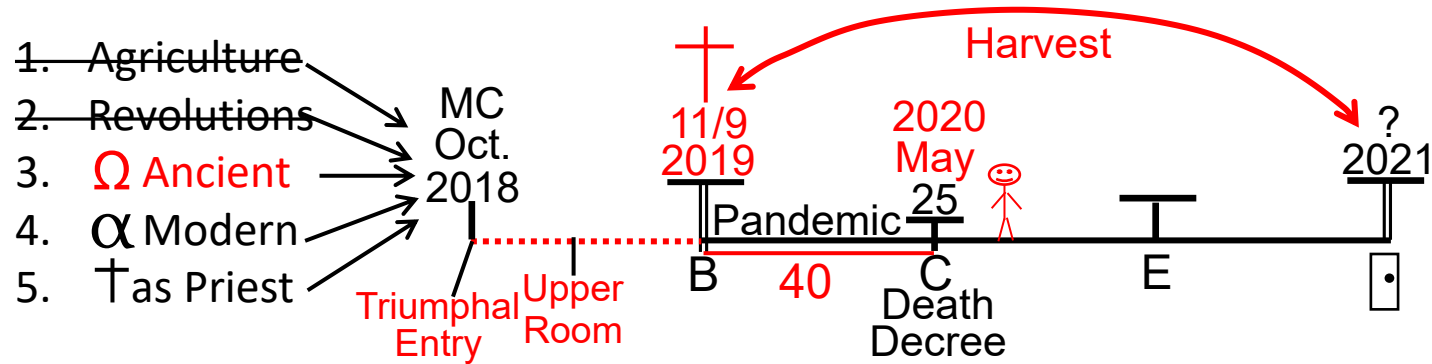 1. Agriculture
2. Revolutions
3. Ω Ancient
4. α Modern
5. † as Priest
MC
Oct.
2018
Triumphal
Entry
Upper
Room
11/9
2019
B
Pandemic
40
2020
May
25
C
Death
Decree
E
Harvest
?
2021